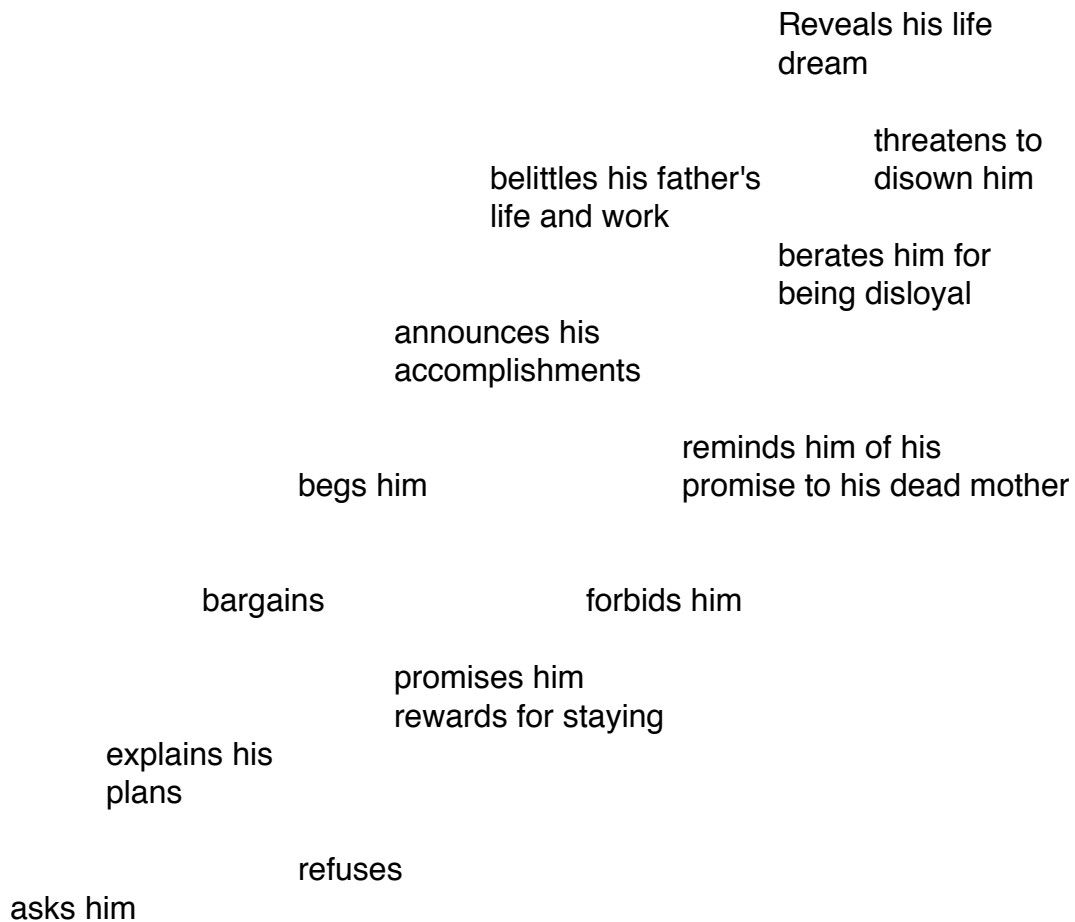 Reveals his life
dream
threatens to
disown him
belittles his father's
life and work
berates him for
being disloyal
announces his
accomplishments
reminds him of his
promise to his dead mother
begs him
bargains
forbids him
promises him
rewards for staying
explains his
plans
refuses
asks him